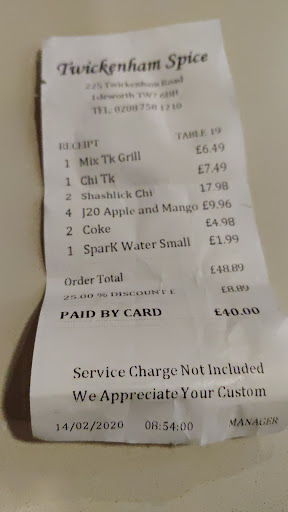 Twickenham Spice
225 Twickenham Road
Isleworth TW7
TEL: 0208 758 1210
RECEIPT TABLE 19
1 Mix Tk Grill £6.49
1 Chi Tk £7.49
2 Shashlick Chi 17.98
4 J20 Apple and Mango £9.96
2 Coke £4.98
1 SparK Water Small £1.99
Order Total £48.89
25.00 % DISCOUNT £ £8.89
PAID BY CARD £40.00
Service Charge Not Included
We Appreciate Your Custom
14/02/2020 08:54:00 MANAGER